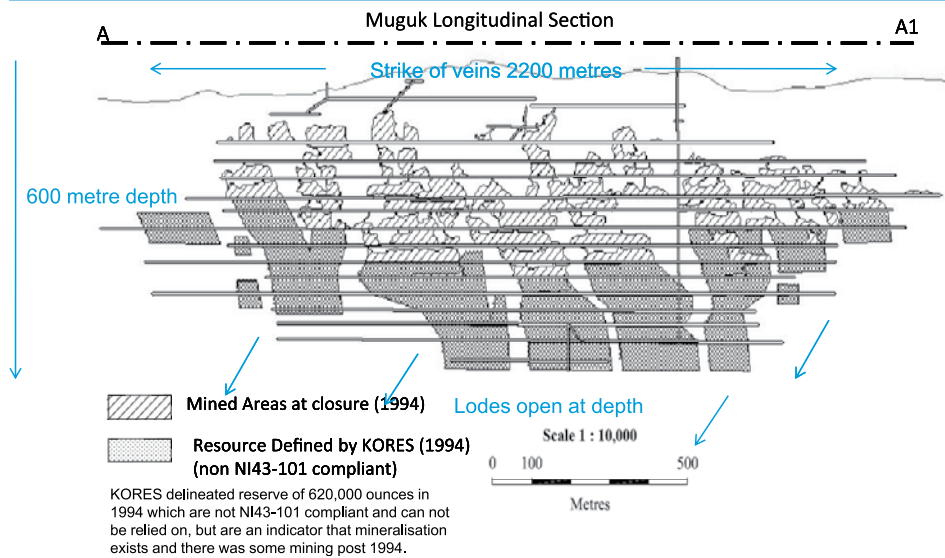 Muguk Longitudinal Section
A
A1
Strike of veins 2200 metres
600 metre depth
Mined Areas at closure (1994)
Lodes open at depth
Resource Defined by KORES (1994)
(non NI43-101 compliant)
Scale 1 : 10,000
0 100 500
Metres
KORES delineated reserve of 620,000 ounces in
1994 which are not NI43-101 compliant and can not
be relied on, but are an indicator that mineralisation
exists and there was some mining post 1994.